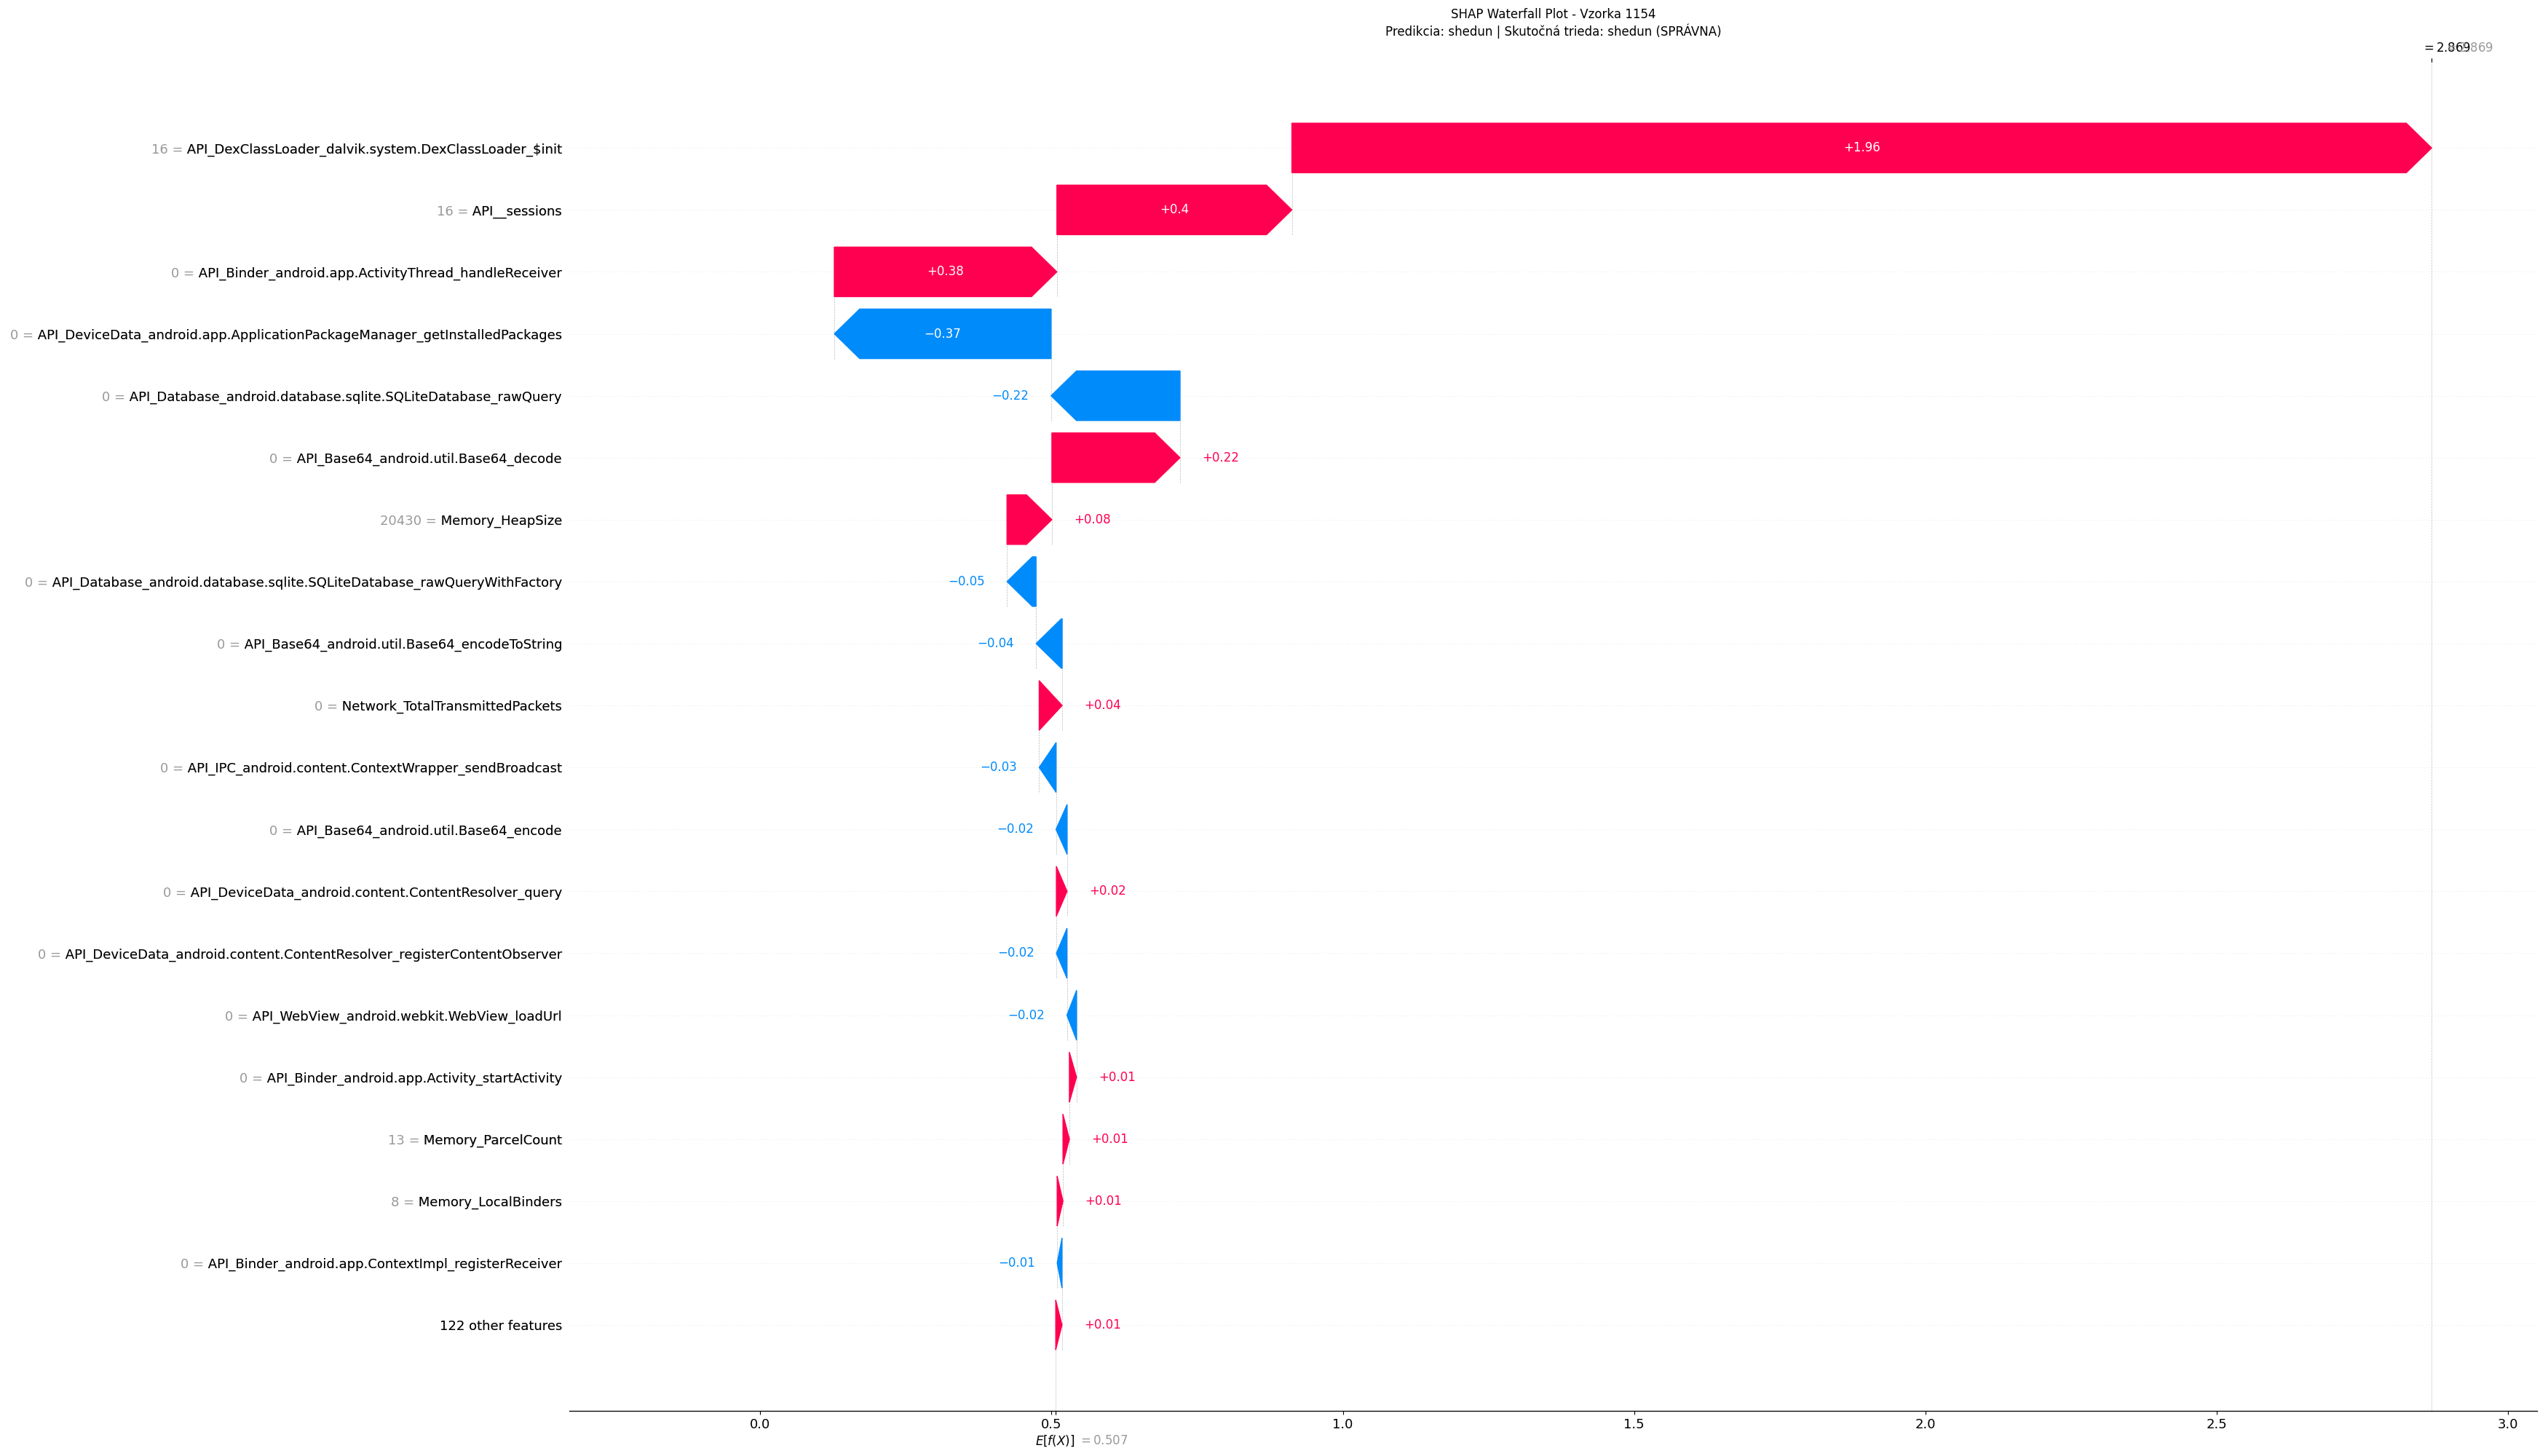 SHAP Waterfall Plot - Vzorka 1154
Predikcia: shedun | Skutočná trieda: shedun (SPRÁVNA)
= 2.869
16 = API_DexClassLoader_dalvik.system.DexClassLoader_$init
+1.96
16 = API__sessions
+0.4
0 = API_Binder_android.app.ActivityThread_handleReceiver
+0.38
0 = API_DeviceData_android.app.ApplicationPackageManager_getInstalledPackages
−0.37
0 = API_Database_android.database.sqlite.SQLiteDatabase_rawQuery
−0.22
0 = API_Base64_android.util.Base64_decode
+0.22
20430 = Memory_HeapSize
+0.08
0 = API_Database_android.database.sqlite.SQLiteDatabase_rawQueryWithFactory
−0.05
0 = API_Base64_android.util.Base64_encodeToString
−0.04
0 = Network_TotalTransmittedPackets
+0.04
0 = API_IPC_android.content.ContextWrapper_sendBroadcast
−0.03
0 = API_Base64_android.util.Base64_encode
−0.02
0 = API_DeviceData_android.content.ContentResolver_query
+0.02
0 = API_DeviceData_android.content.ContentResolver_registerContentObserver
−0.02
0 = API_WebView_android.webkit.WebView_loadUrl
−0.02
0 = API_Binder_android.app.Activity_startActivity
+0.01
13 = Memory_ParcelCount
+0.01
8 = Memory_LocalBinders
+0.01
0 = API_Binder_android.app.ContextImpl_registerReceiver
−0.01
122 other features
+0.01
0.0 0.5 1.0 1.5 2.0 2.5 3.0
E[f(X)] = 0.507